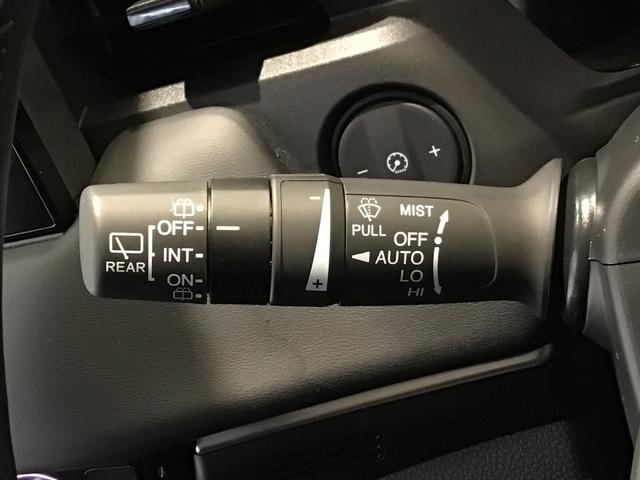 REAR
OFF
INT
ON
−
+
PULL
MIST
OFF
AUTO
LO
HI
−
+